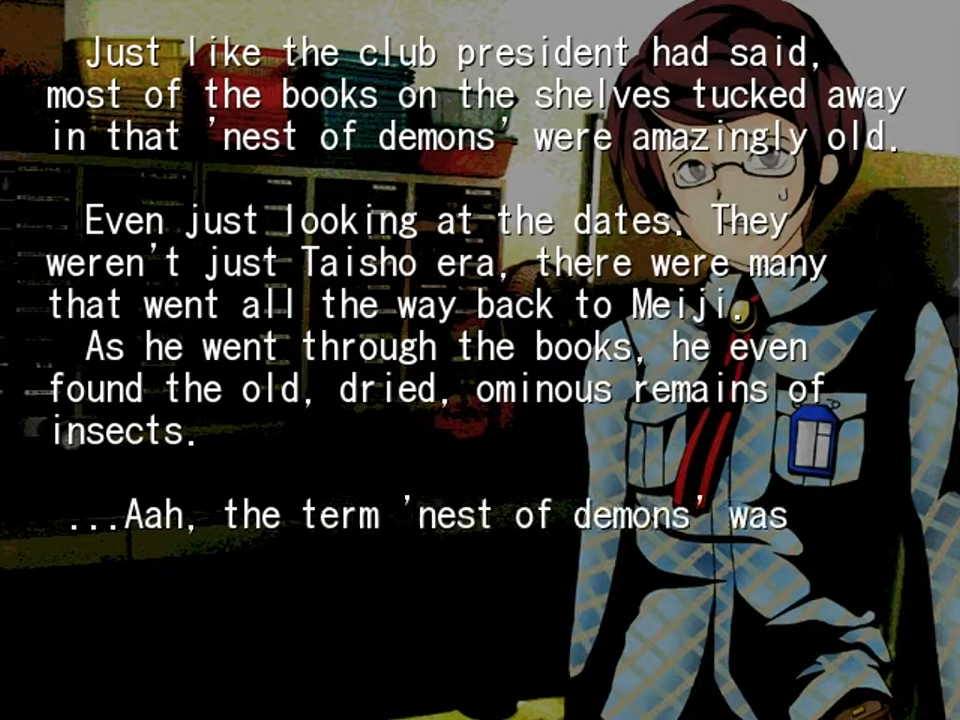 Just like the club president had said,
most of the books on the shelves tucked away
in that 'nest of demons' were amazingly old.
Even just looking at the dates. They
weren't just Taisho era, there were many
that went all the way back to Meiji.
As he went through the books, he even
found the old, dried, ominous remains of
insects.
...Aah, the term 'nest of demons' was